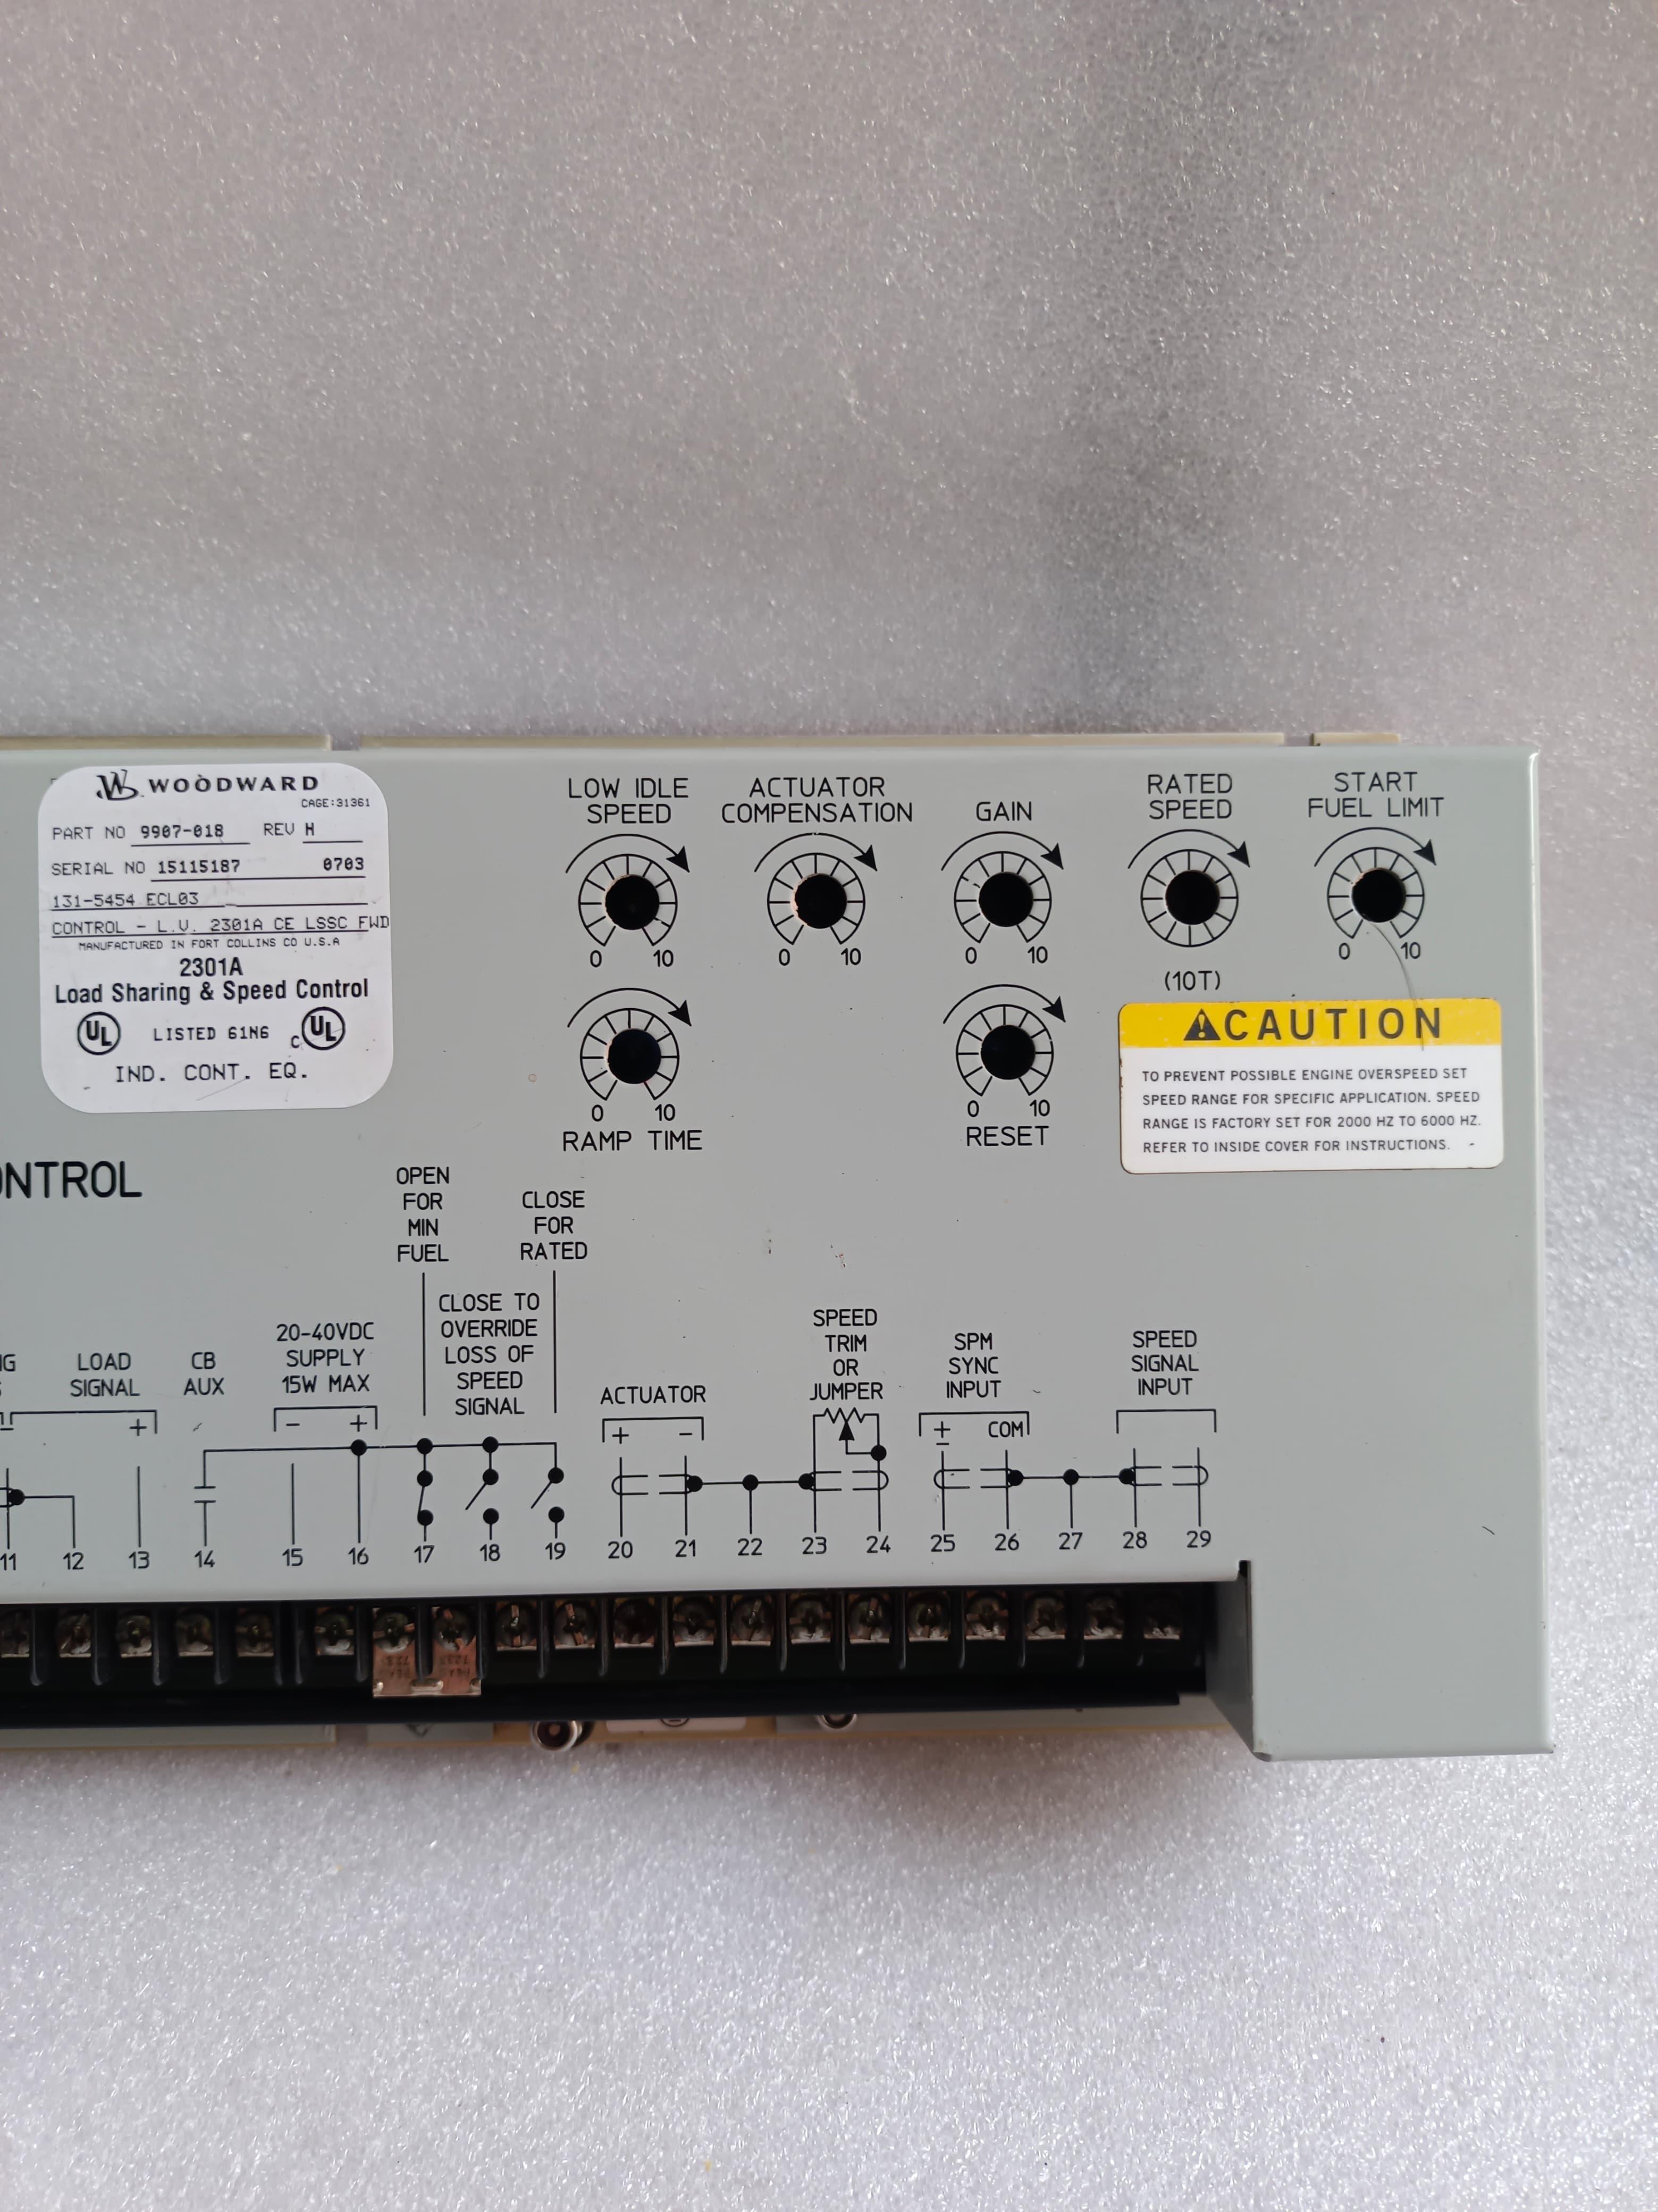 WOODWARD
CAGE:31361
PART NO 9907-018 REV H
SERIAL NO 15115187 0703
131-5454 ECL03
CONTROL - L.V. 2301A CE LSSC FWD
MANUFACTURED IN FORT COLLINS CO U.S.A
2301A
Load Sharing & Speed Control
UL LISTED 61N6 c UL
IND. CONT. EQ.
LOW IDLE
SPEED
0 10
ACTUATOR
COMPENSATION
0 10
GAIN
0 10
RATED
SPEED
(10T)
START
FUEL LIMIT
0 10
0 10
RAMP TIME
0 10
RESET
CAUTION
TO PREVENT POSSIBLE ENGINE OVERSPEED SET
SPEED RANGE FOR SPECIFIC APPLICATION. SPEED
RANGE IS FACTORY SET FOR 2000 HZ TO 6000 HZ.
REFER TO INSIDE COVER FOR INSTRUCTIONS.
ONTROL
OPEN
FOR
MIN
FUEL
CLOSE
FOR
RATED
G
LOAD
SIGNAL
+
CB
AUX
20-40VDC
SUPPLY
15W MAX
- +
CLOSE TO
OVERRIDE
LOSS OF
SPEED
SIGNAL
ACTUATOR
+ -
SPEED
TRIM
OR
JUMPER
SPM
SYNC
INPUT
± COM
SPEED
SIGNAL
INPUT
11 12 13 14 15 16 17 18 19 20 21 22 23 24 25 26 27 28 29